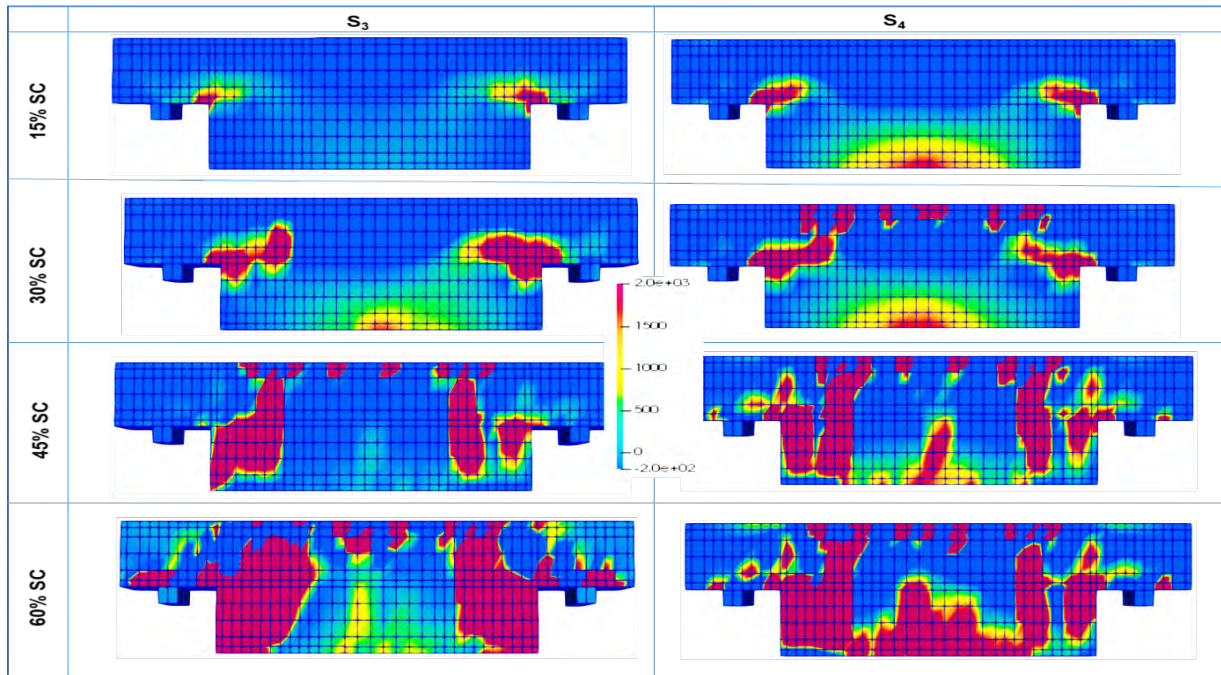 S₃ S₄
15% SC
30% SC
2.0e+03
1500
1000
500
0
-2.0e+02
45% SC
60% SC